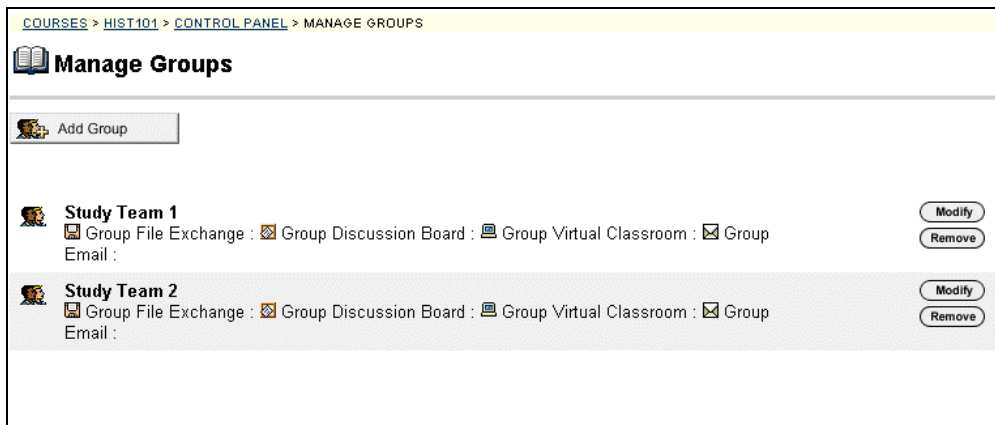 COURSES > HIST101 > CONTROL PANEL > MANAGE GROUPS
Manage Groups
Add Group
Study Team 1
Modify
Group File Exchange : Group Discussion Board : Group Virtual Classroom : Group
Remove
Email :
Study Team 2
Modify
Group File Exchange : Group Discussion Board : Group Virtual Classroom : Group
Remove
Email :